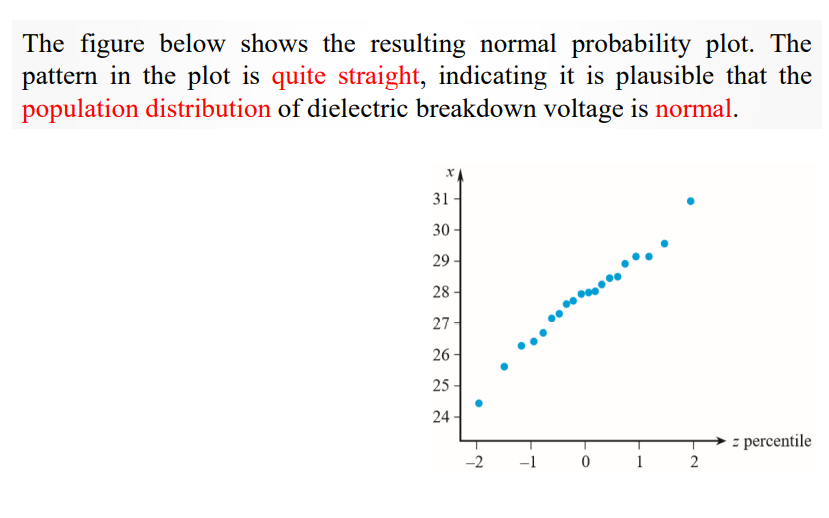 The figure below shows the resulting normal probability plot. The
pattern in the plot is quite straight, indicating it is plausible that the
population distribution of dielectric breakdown voltage is normal.
x
31
30
29
28
27
26
25
24
z percentile
–2 –1 0 1 2